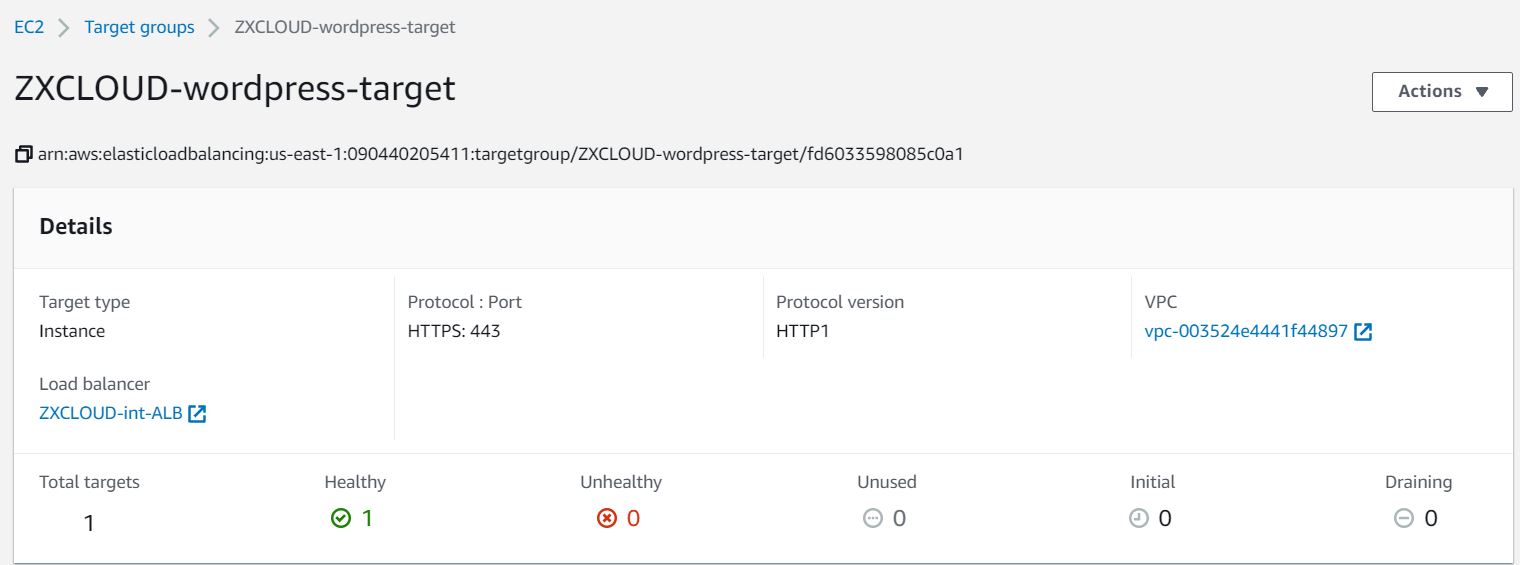 EC2 > Target groups > ZXCLOUD-wordpress-target
ZXCLOUD-wordpress-target
Actions
arn:aws:elasticloadbalancing:us-east-1:090440205411:targetgroup/ZXCLOUD-wordpress-target/fd6033598085c0a1
Details
Target type Protocol : Port Protocol version VPC
Instance HTTPS: 443 HTTP1 vpc-003524e4441f44897
Load balancer
ZXCLOUD-int-ALB
Total targets Healthy Unhealthy Unused Initial Draining
1 1 0 0 0 0